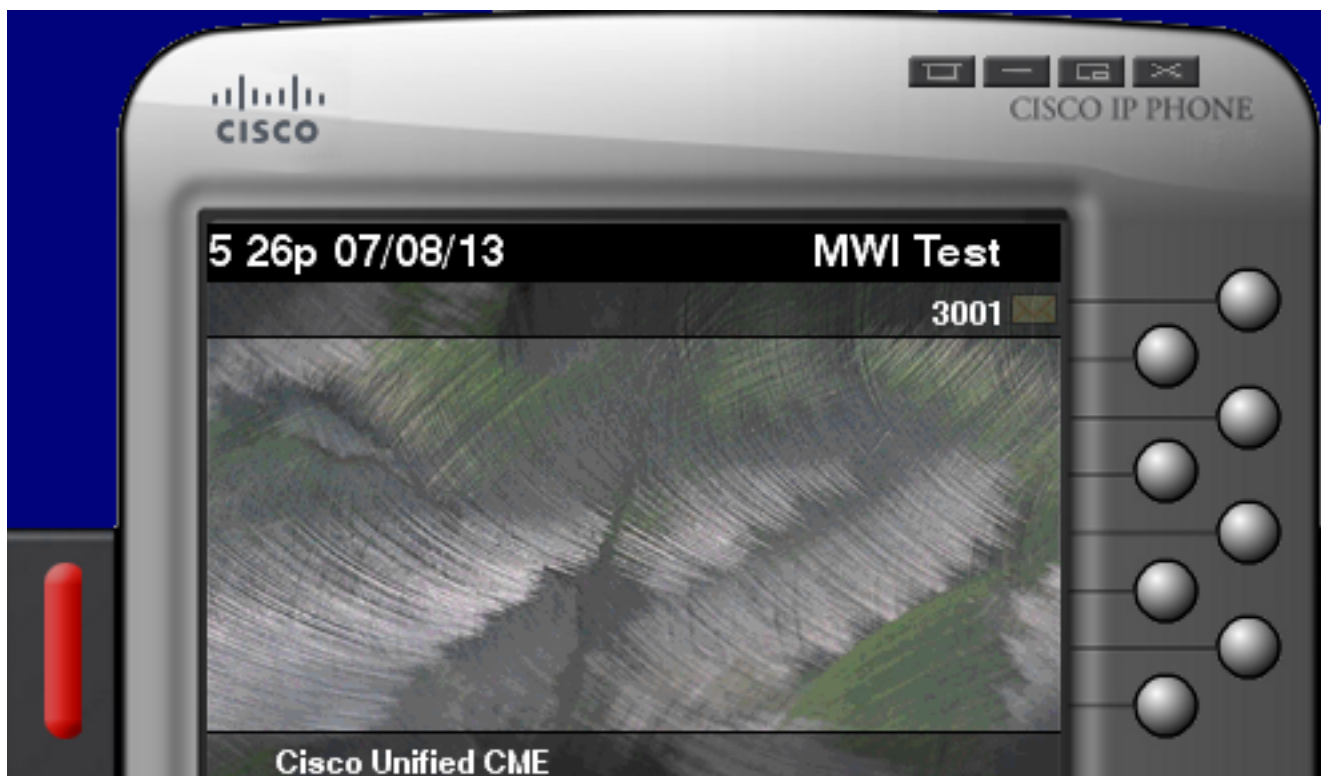 CISCO
CISCO IP PHONE
5 26p 07/08/13 MWI Test
3001
Cisco Unified CME